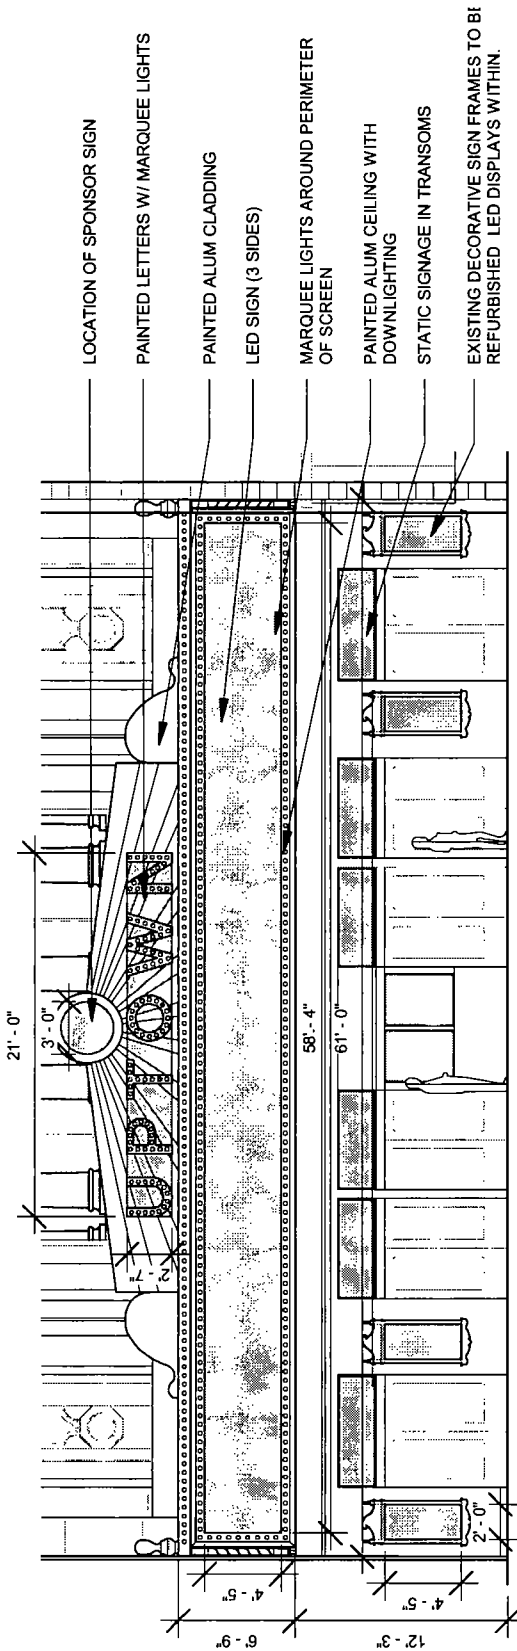 LOCATION OF SPONSOR SIGN
PAINTED LETTERS W/ MARQUEE LIGHTS
PAINTED ALUM CLADDING
LED SIGN (3 SIDES)
MARQUEE LIGHTS AROUND PERIMETER
OF SCREEN
PAINTED ALUM CEILING WITH
DOWNLIGHTING
STATIC SIGNAGE IN TRANSOMS
EXISTING DECORATIVE SIGN FRAMES TO BE
REFURBISHED LED DISPLAYS WITHIN.
21' - 0"
3' - 0"
UPTOWN
2' - 7"
58' - 4"
61' - 0"
2' - 0"
4' - 5"
4' - 5"
6' - 9"
12' - 3"